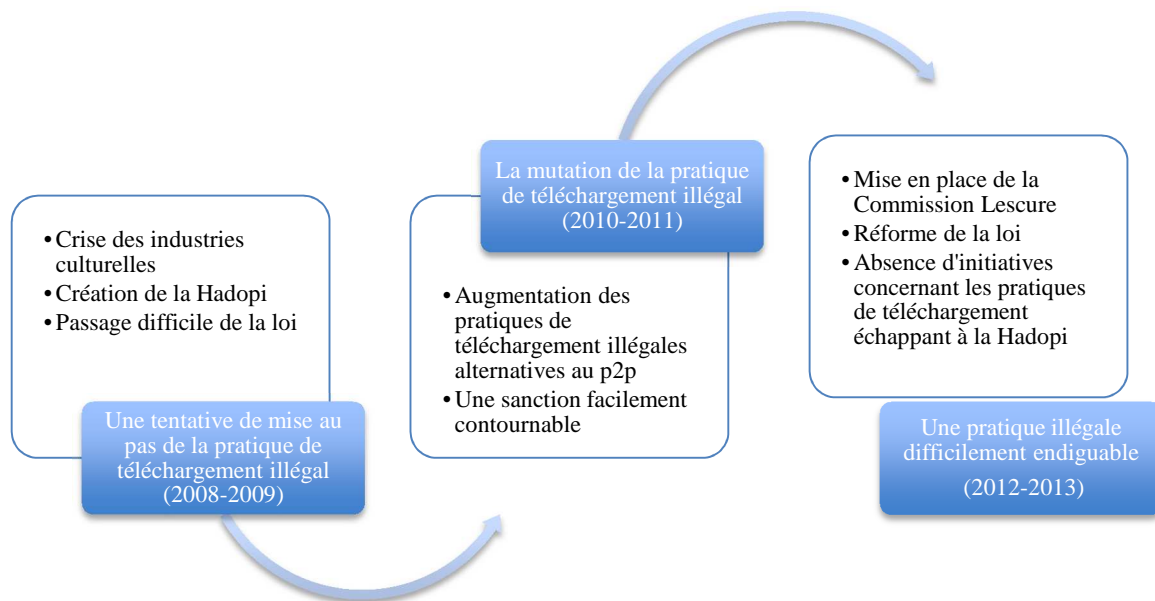 • Crise des industries
culturelles
• Création de la Hadopi
• Passage difficile de la loi
Une tentative de mise au
pas de la pratique de
téléchargement illégal
(2008-2009)
La mutation de la pratique
de téléchargement illégal
(2010-2011)
• Augmentation des
pratiques de
téléchargement illégales
alternatives au p2p
• Une sanction facilement
contournable
• Mise en place de la
Commission Lescure
• Réforme de la loi
• Absence d'initiatives
concernant les pratiques
de téléchargement
échappant à la Hadopi
Une pratique illégale
difficilement endiguable
(2012-2013)